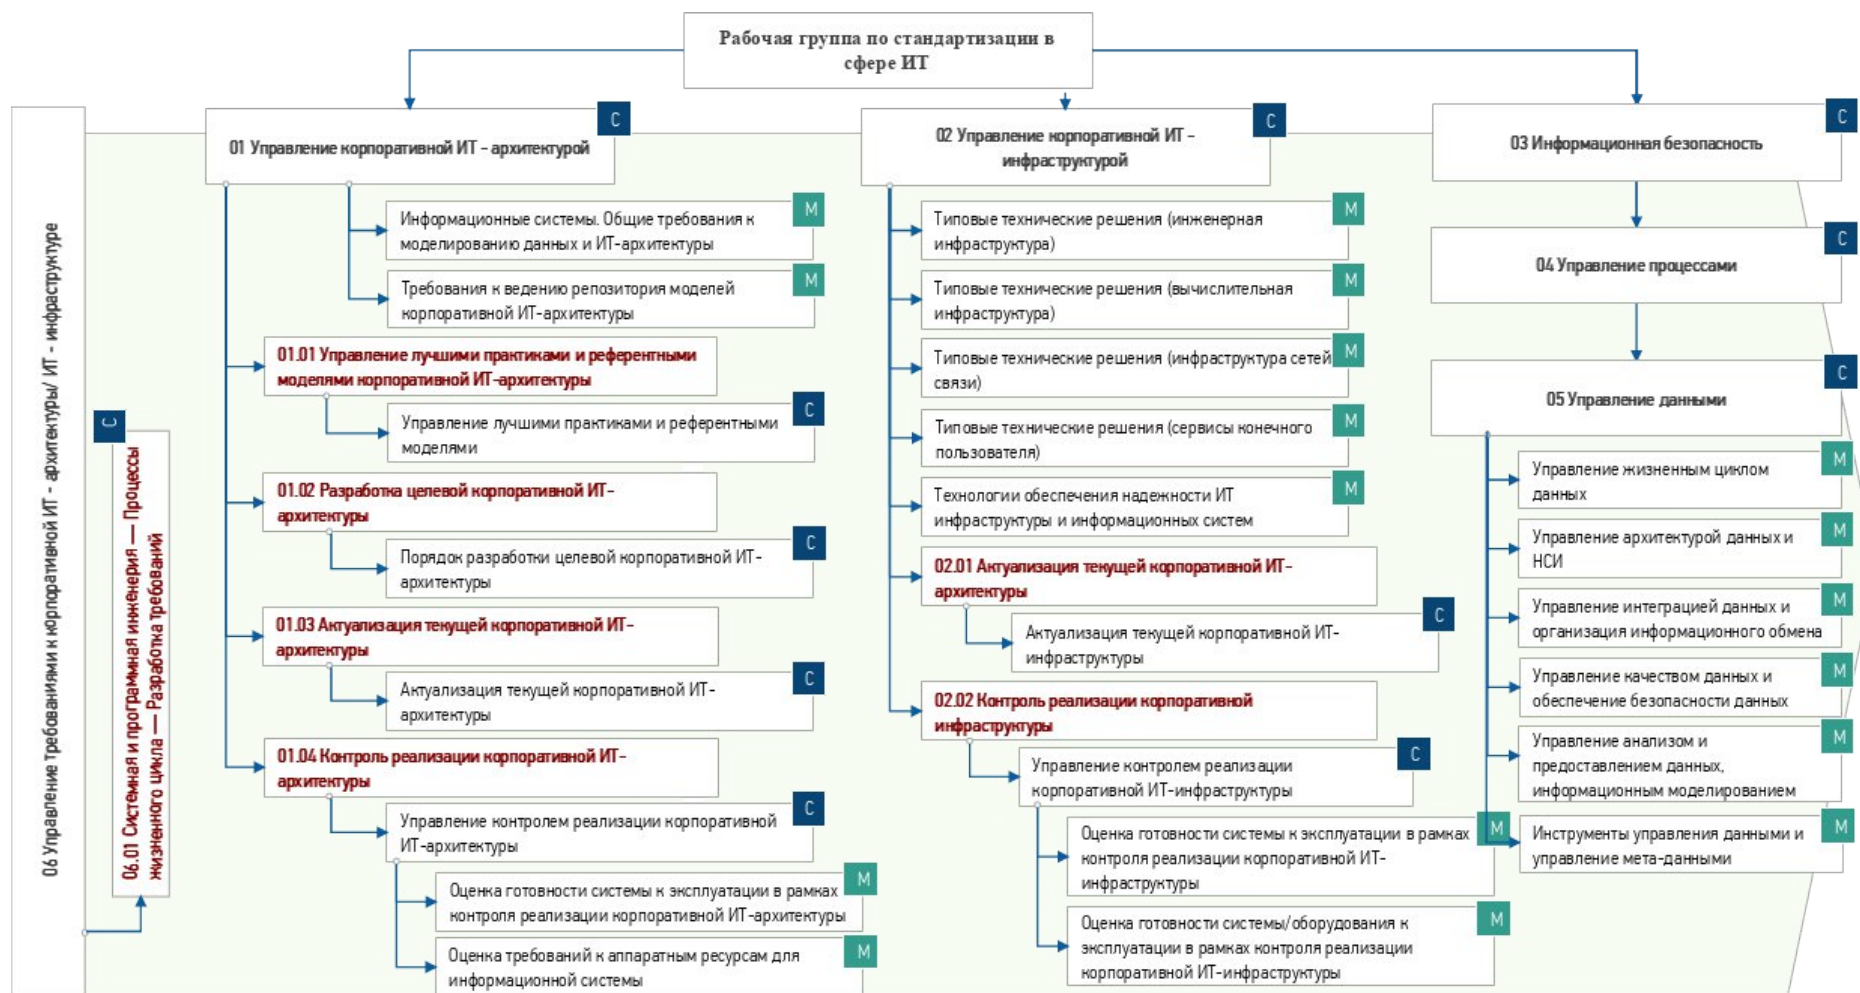 Рабочая группа по стандартизации в
сфере ИТ
06 Управление требованиями к корпоративной ИТ - архитектуры/ ИТ - инфраструктуре
С
06.01 Системная и программная инженерия — Процессы
жизненного цикла — Разработка требований
С
01 Управление корпоративной ИТ - архитектурой
М
Информационные системы. Общие требования к
моделированию данных и ИТ-архитектуры
М
Требования к ведению репозитория моделей
корпоративной ИТ-архитектуры
01.01 Управление лучшими практиками и референтными
моделями корпоративной ИТ-архитектуры
С
Управление лучшими практиками и референтными
моделями
01.02 Разработка целевой корпоративной ИТ-
архитектуры
С
Порядок разработки целевой корпоративной ИТ-
архитектуры
01.03 Актуализация текущей корпоративной ИТ-
архитектуры
С
Актуализация текущей корпоративной ИТ-
архитектуры
01.04 Контроль реализации корпоративной ИТ-
архитектуры
С
Управление контролем реализации корпоративной
ИТ-архитектуры
М
Оценка готовности системы к эксплуатации в рамках
контроля реализации корпоративной ИТ-архитектуры
М
Оценка требований к аппаратным ресурсам для
информационной системы
С
02 Управление корпоративной ИТ -
инфраструктурой
М
Типовые технические решения (инженерная
инфраструктура)
М
Типовые технические решения (вычислительная
инфраструктура)
М
Типовые технические решения (инфраструктура сетей
связи)
М
Типовые технические решения (сервисы конечного
пользователя)
М
Технологии обеспечения надежности ИТ
инфраструктуры и информационных систем
02.01 Актуализация текущей корпоративной ИТ-
архитектуры
С
Актуализация текущей корпоративной ИТ-
инфраструктуры
02.02 Контроль реализации корпоративной
инфраструктуры
С
Управление контролем реализации
корпоративной ИТ-инфраструктуры
М
Оценка готовности системы к эксплуатации в рамках
контроля реализации корпоративной ИТ-
инфраструктуры
М
Оценка готовности системы/оборудования к
эксплуатации в рамках контроля реализации
корпоративной ИТ-инфраструктуры
С
03 Информационная безопасность
С
04 Управление процессами
С
05 Управление данными
М
Управление жизненным циклом
данных
М
Управление архитектурой данных и
НСИ
М
Управление интеграцией данных и
организация информационного обмена
М
Управление качеством данных и
обеспечение безопасности данных
М
Управление анализом и
предоставлением данных,
информационным моделированием
М
Инструменты управления данными и
управление мета-данными